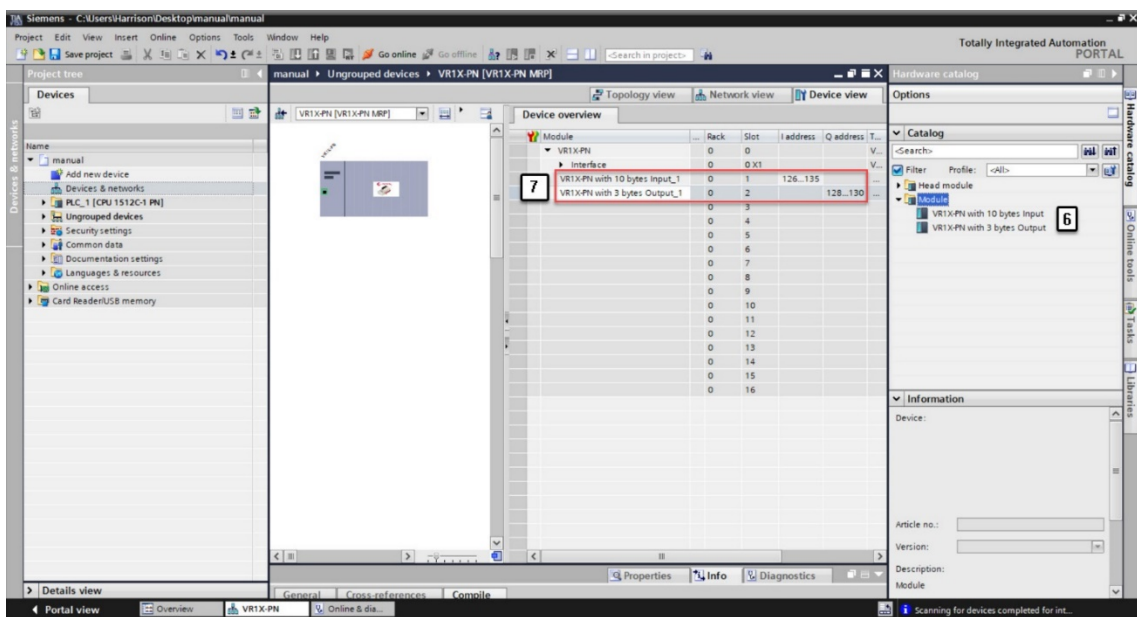 Siemens - C:\Users\Harrison\Desktop\manual\manual
Project Edit View Insert Online Options Tools Window Help
Totally Integrated Automation
PORTAL
Save project
Go online
Go offline
<Search in project>
Project tree
manual ▸ Ungrouped devices ▸ VR1X-PN [VR1X-PN MRP]
Hardware catalog
Devices
Topology view
Network view
Device view
Options
VR1X-PN [VR1X-PN MRP]
Device overview
Name
manual
Add new device
Devices & networks
PLC_1 [CPU 1512C-1 PN]
Ungrouped devices
Security settings
Common data
Documentation settings
Languages & resources
Online access
Card Reader/USB memory
Module ... Rack Slot I address Q address T...
VR1X-PN 0 0 V...
Interface 0 0 X1 V...
VR1X-PN with 10 bytes Input_1 0 1 126...135 ...
VR1X-PN with 3 bytes Output_1 0 2 128...130 ...
0 3
0 4
0 5
0 6
0 7
0 8
0 9
0 10
0 11
0 12
0 13
0 14
0 15
0 16
7
Catalog
<Search>
Filter Profile: <All>
Head module
Module
VR1X-PN with 10 bytes Input
VR1X-PN with 3 bytes Output
6
Information
Device:
Article no.:
Version:
Description:
Module
Devices & networks
Hardware catalog
Online tools
Tasks
Libraries
Properties
Info
Diagnostics
General Cross-references Compile
Details view
Portal view
Overview
VR1X-PN
Online & dia...
Scanning for devices completed for int...